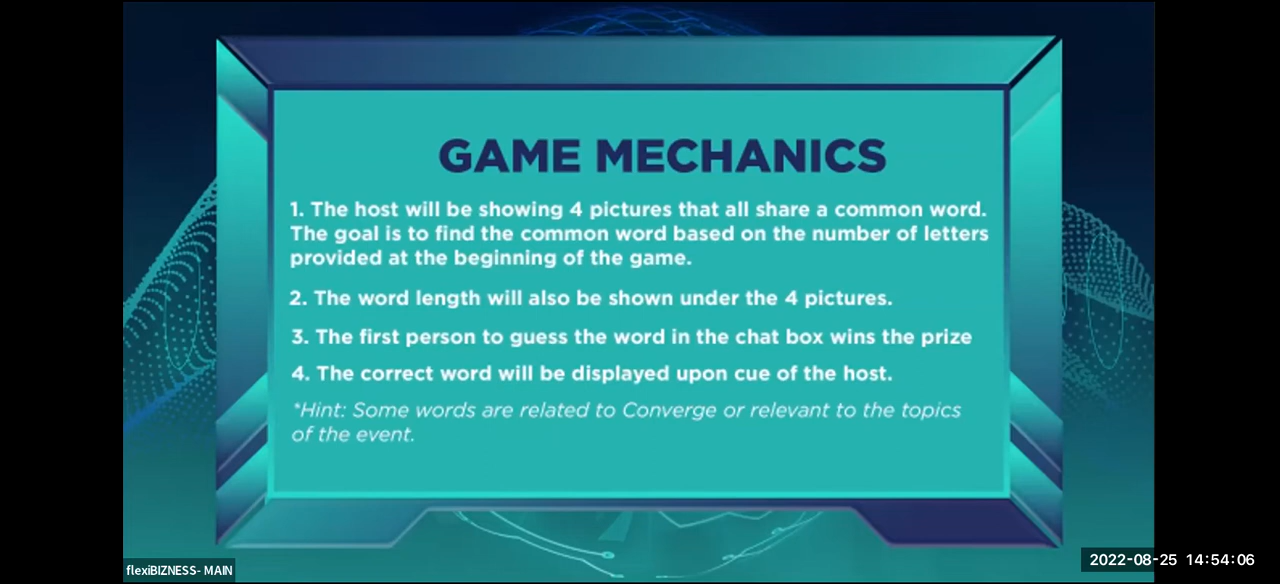 GAME MECHANICS
1. The host will be showing 4 pictures that all share a common word.
The goal is to find the common word based on the number of letters
provided at the beginning of the game.
2. The word length will also be shown under the 4 pictures.
3. The first person to guess the word in the chat box wins the prize
4. The correct word will be displayed upon cue of the host.
*Hint: Some words are related to Converge or relevant to the topics
of the event.
flexiBIZNESS- MAIN
2022-08-25 14:54:06